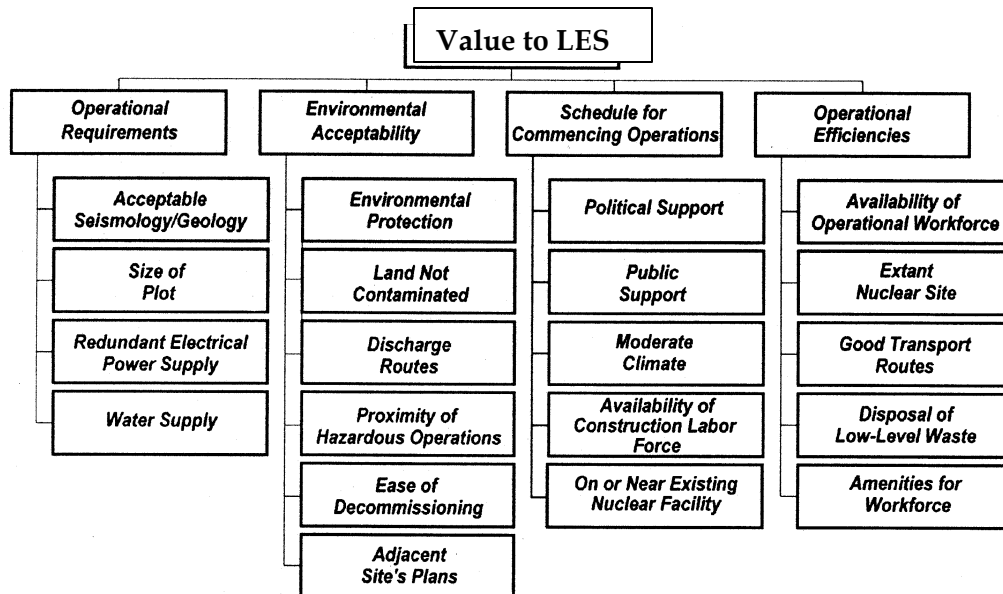 Value to LES
Operational
Requirements
Acceptable
Seismology/Geology
Size of
Plot
Redundant Electrical
Power Supply
Water Supply
Environmental
Acceptability
Environmental
Protection
Land Not
Contaminated
Discharge
Routes
Proximity of
Hazardous Operations
Ease of
Decommissioning
Adjacent
Site's Plans
Schedule for
Commencing Operations
Political Support
Public
Support
Moderate
Climate
Availability of
Construction Labor
Force
On or Near Existing
Nuclear Facility
Operational
Efficiencies
Availability of
Operational Workforce
Extant
Nuclear Site
Good Transport
Routes
Disposal of
Low-Level Waste
Amenities for
Workforce